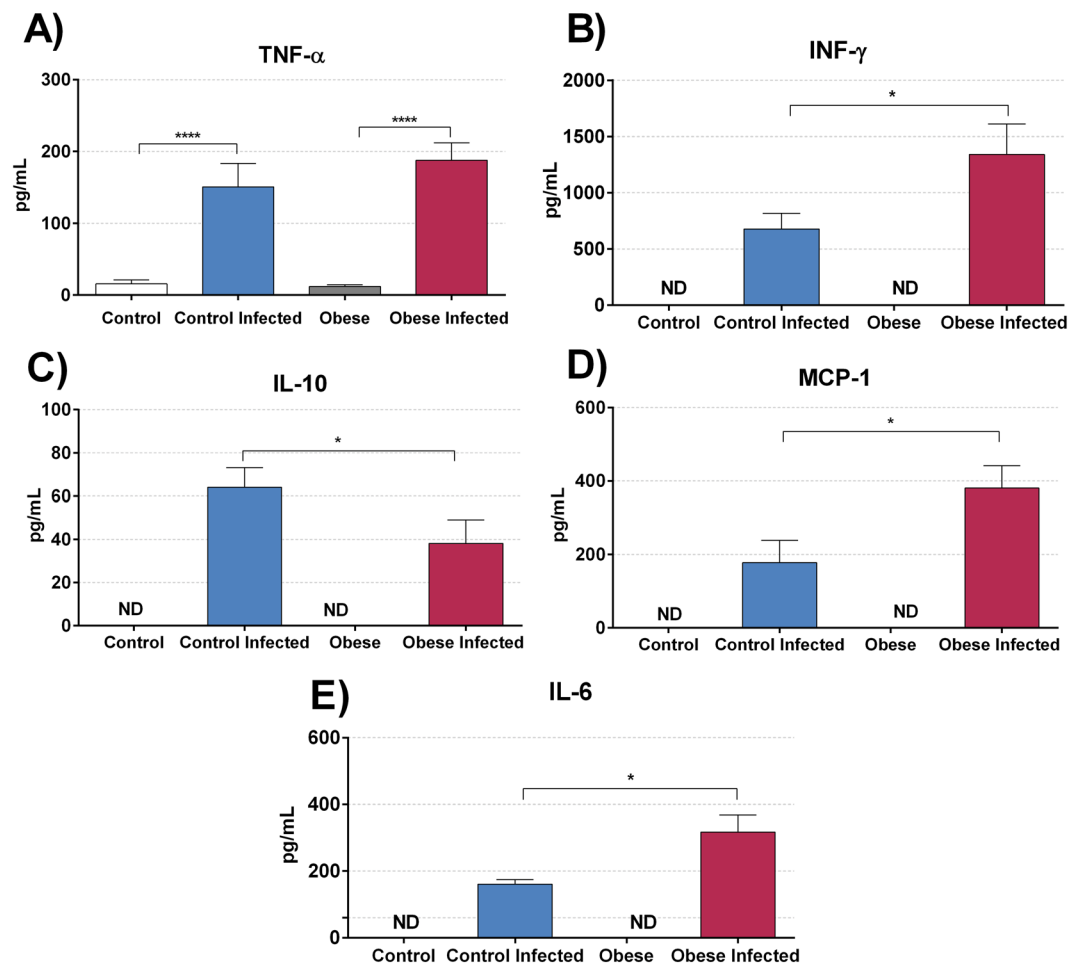 A)
TNF-α
pg/mL
300
200
100
0
****
****
Control Control Infected Obese Obese Infected
B)
INF-γ
pg/mL
2000
1500
1000
500
0
*
ND
ND
Control Control Infected Obese Obese Infected
C)
IL-10
pg/mL
100
80
60
40
20
0
*
ND
ND
Control Control Infected Obese Obese Infected
D)
MCP-1
pg/mL
600
400
200
0
*
ND
ND
Control Control Infected Obese Obese Infected
E)
IL-6
pg/mL
600
400
200
0
*
ND
ND
Control Control Infected Obese Obese Infected